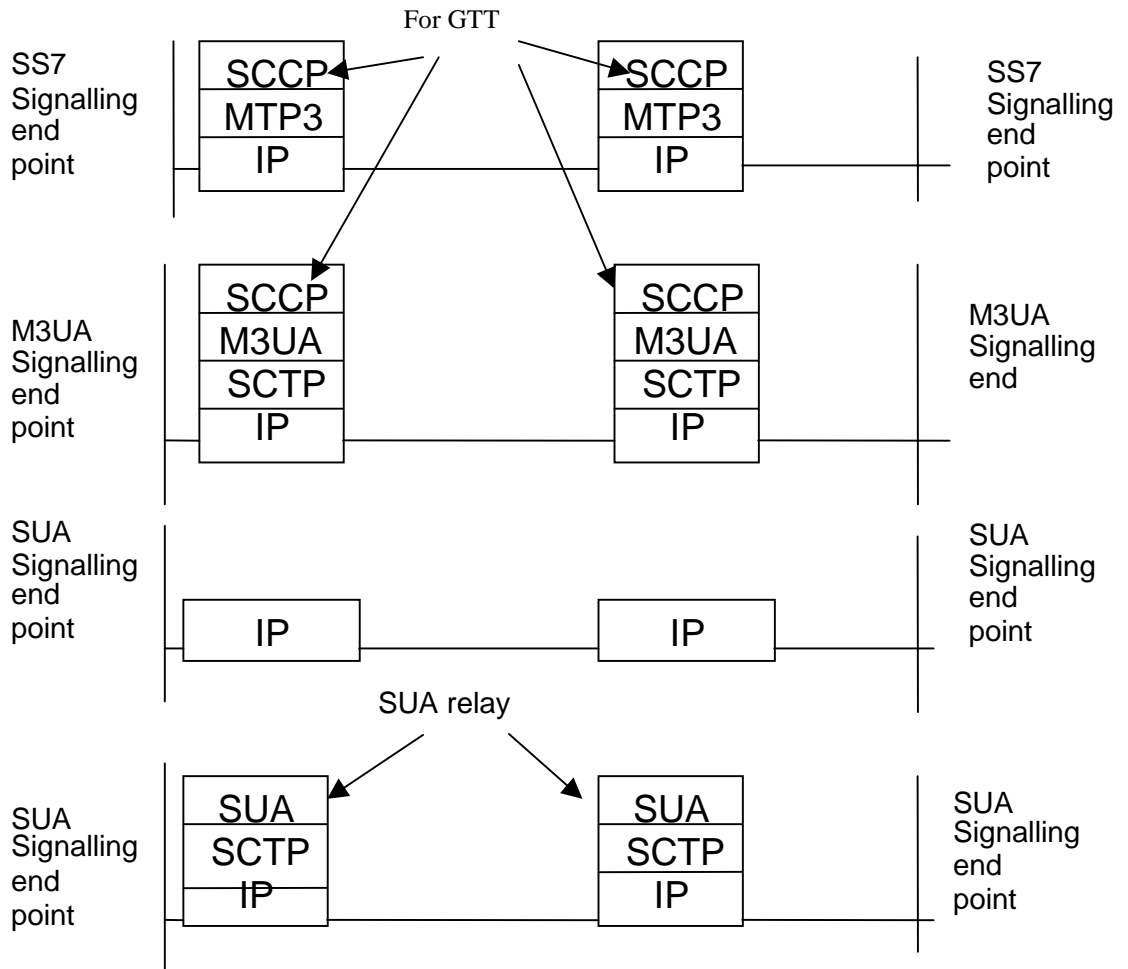 For GTT
SS7
Signalling
end
point
SCCP
MTP3
IP
SCCP
MTP3
IP
SS7
Signalling
end
point
M3UA
Signalling
end
point
SCCP
M3UA
SCTP
IP
SCCP
M3UA
SCTP
IP
M3UA
Signalling
end
SUA
Signalling
end
point
IP
IP
SUA
Signalling
end
point
SUA relay
SUA
Signalling
end
point
SUA
SCTP
IP
SUA
SCTP
IP
SUA
Signalling
end
point